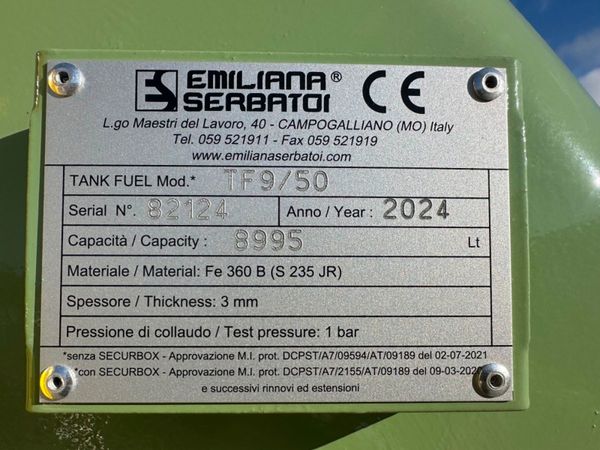 EMILIANA®
SERBATOI
CE
L.go Maestri del Lavoro, 40 - CAMPOGALLIANO (MO) Italy
Tel. 059 521911 - Fax 059 521919
www.emilianaserbatoi.com
TANK FUEL Mod.* TF9/50
Serial N°. 82124 Anno / Year : 2024
Capacità / Capacity : 8995 Lt
Materiale / Material: Fe 360 B (S 235 JR)
Spessore / Thickness: 3 mm
Pressione di collaudo / Test pressure: 1 bar
*senza SECURBOX - Approvazione M.I. prot. DCPST/A7/09594/AT/09189 del 02-07-2021
*con SECURBOX - Approvazione M.I. prot. DCPST/A7/2155/AT/09189 del
e successivi rinnovi ed estensioni